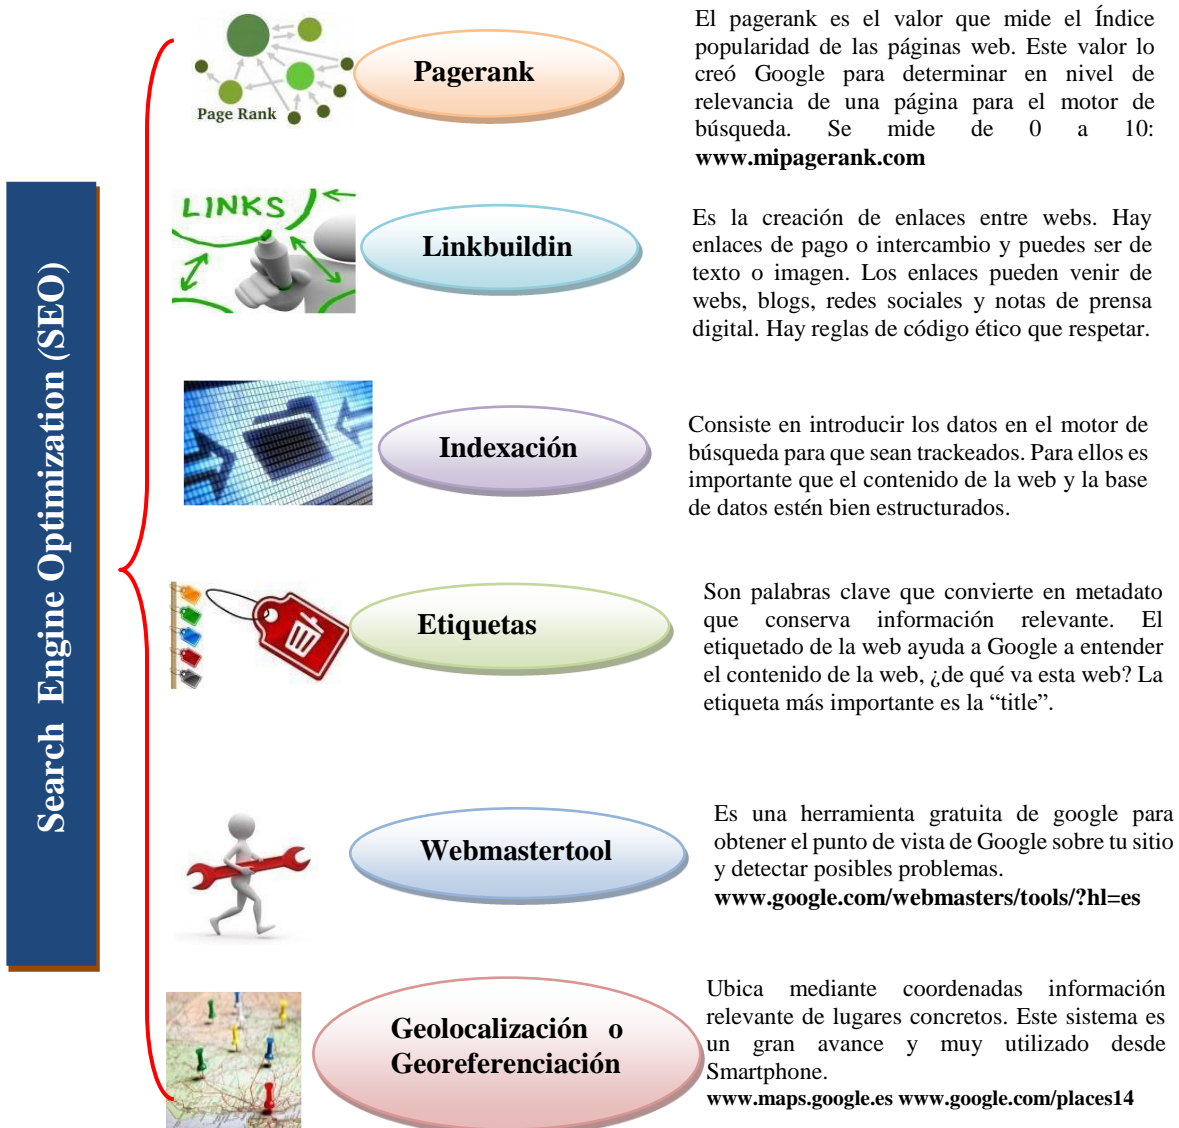 Search Engine Optimization (SEO)
Page Rank
Pagerank
El pagerank es el valor que mide el Índice
popularidad de las páginas web. Este valor lo
creó Google para determinar en nivel de
relevancia de una página para el motor de
búsqueda. Se mide de 0 a 10:
www.mipagerank.com
LINKS
Linkbuildin
Es la creación de enlaces entre webs. Hay
enlaces de pago o intercambio y puedes ser de
texto o imagen. Los enlaces pueden venir de
webs, blogs, redes sociales y notas de prensa
digital. Hay reglas de código ético que respetar.
Indexación
Consiste en introducir los datos en el motor de
búsqueda para que sean trackeados. Para ellos es
importante que el contenido de la web y la base
de datos estén bien estructurados.
Etiquetas
Son palabras clave que convierte en metadato
que conserva información relevante. El
etiquetado de la web ayuda a Google a entender
el contenido de la web, ¿de qué va esta web? La
etiqueta más importante es la “title”.
Webmastertool
Es una herramienta gratuita de google para
obtener el punto de vista de Google sobre tu sitio
y detectar posibles problemas.
www.google.com/webmasters/tools/?hl=es
Geolocalización o
Georeferenciación
Ubica mediante coordenadas información
relevante de lugares concretos. Este sistema es
un gran avance y muy utilizado desde
Smartphone.
www.maps.google.es www.google.com/places14